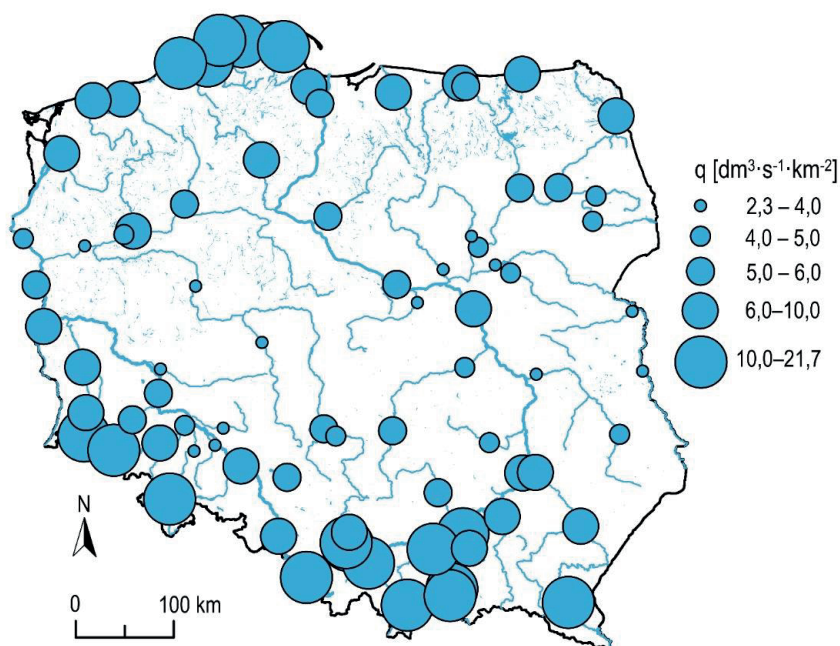 q [dm³·s⁻¹·km⁻²]
2,3 – 4,0
4,0 – 5,0
5,0 – 6,0
6,0–10,0
10,0–21,7
N
0 100 km